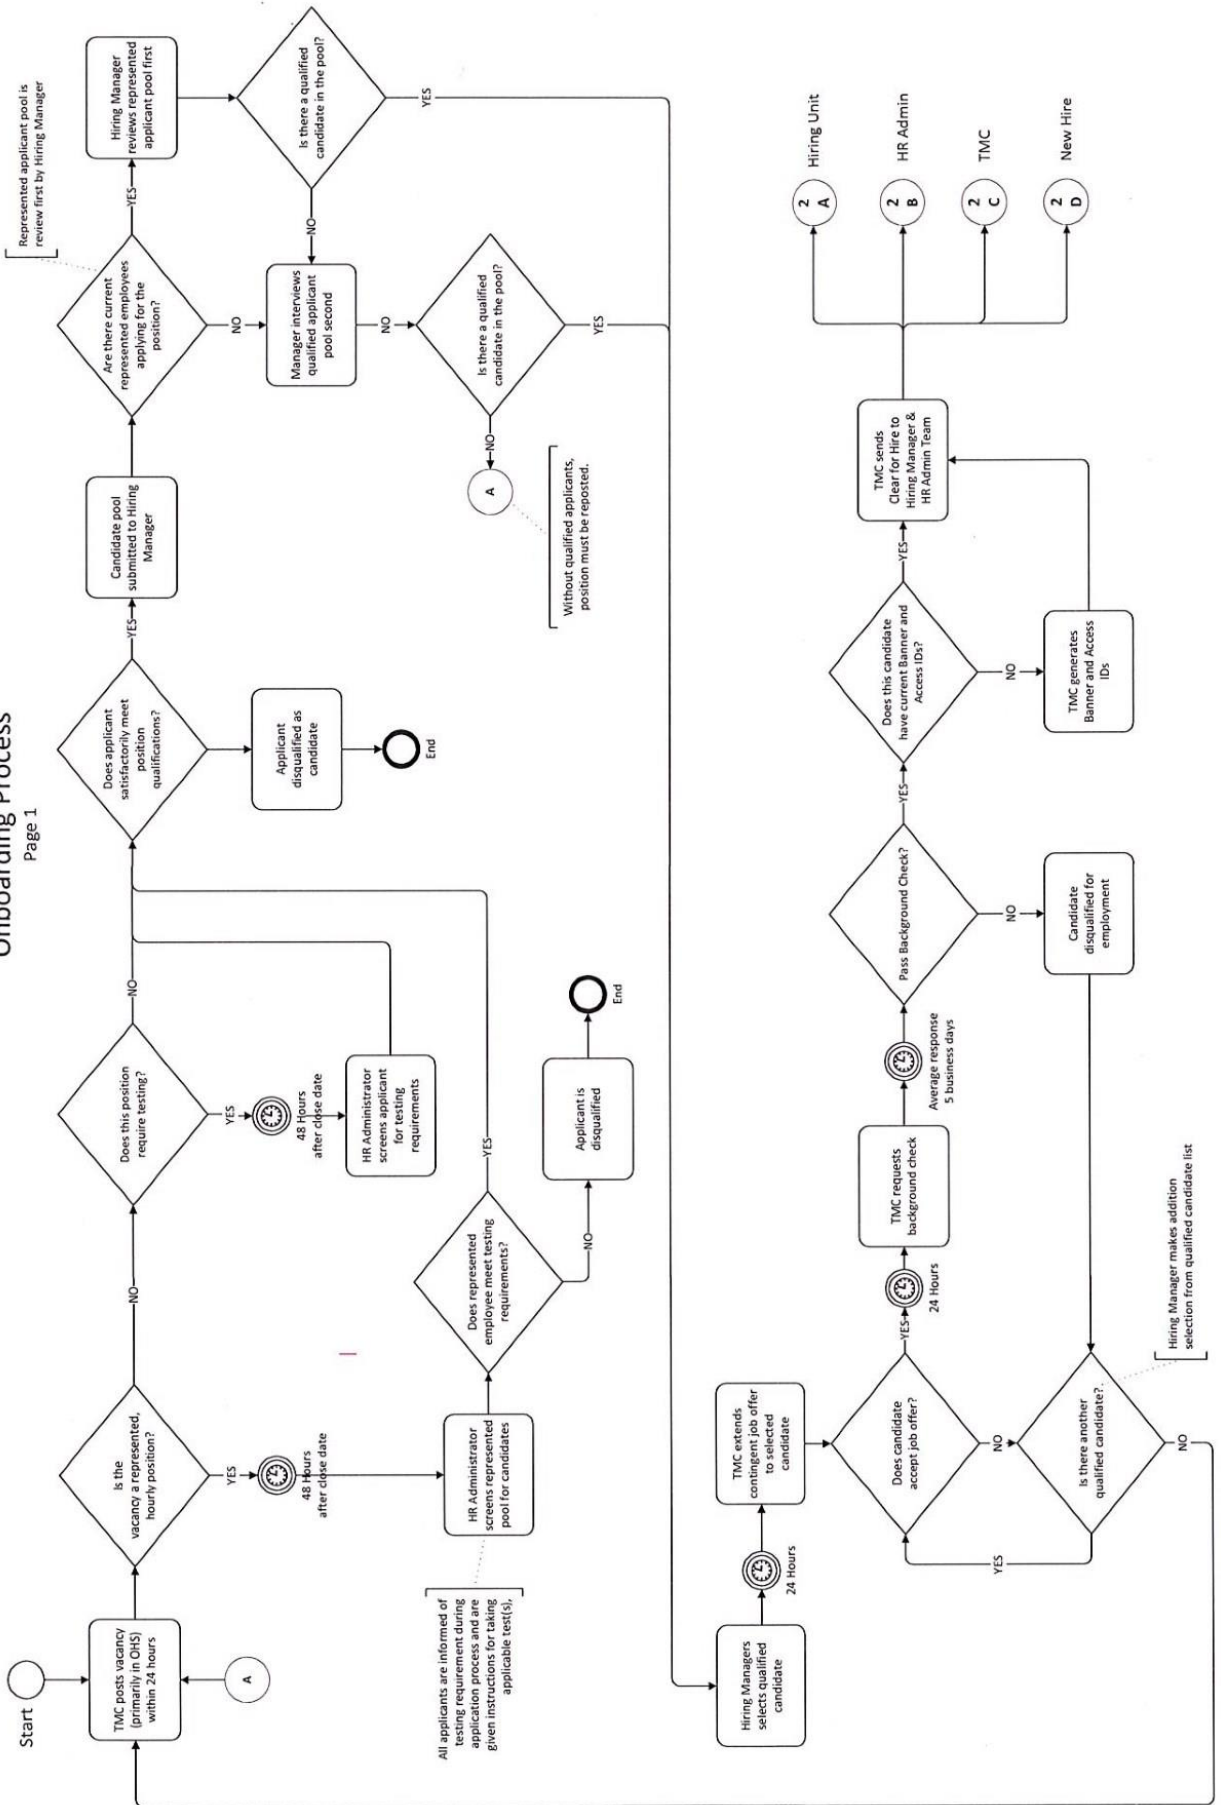 Onboarding Process
Page 1
Start
TMC posts vacancy
(primarily in OHS)
within 24 hours
A
Is the
vacancy a represented,
hourly position?
NO
YES
48 Hours
after close date
HR Administrator
screens represented
pool for candidates
All applicants are informed of
testing requirement during
application process and are
given instructions for taking
applicable test(s),
Does represented
employee meet testing
requirements?
YES
NO
Applicant is
disqualified
End
Does this position
require testing?
NO
YES
48 Hours
after close date
HR Administrator
screens applicant
for testing
requirements
Does applicant
satisfactorily meet
position
qualifications?
YES
Applicant
disqualified as
candidate
End
Candidate pool
submitted to Hiring
Manager
Are there current
represented employees
applying for the
position?
Represented applicant pool is
review first by Hiring Manager
YES
NO
Hiring Manager
reviews represented
applicant pool first
Is there a qualified
candidate in the pool?
NO
YES
Manager interviews
qualified applicant
pool second
NO
Is there a qualified
candidate in the pool?
YES
NO
A
Without qualified applicants,
position must be reposted.
Hiring Managers
selects qualified
candidate
24 Hours
TMC extends
contingent job offer
to selected
candidate
Does candidate
accept job offer?
YES
NO
24 Hours
TMC requests
background check
Average response
5 business days
Pass Background Check?
YES
NO
Candidate
disqualified for
employment
Is there another
qualified candidate?
YES
NO
Hiring Manager makes addition
selection from qualified candidate list
Does this candidate
have current Banner and
Access IDs?
YES
NO
TMC generates
Banner and Access
IDs
TMC sends
Clear for Hire to
Hiring Manager &
HR Admin Team
2
A
Hiring Unit
2
B
HR Admin
2
C
TMC
2
D
New Hire